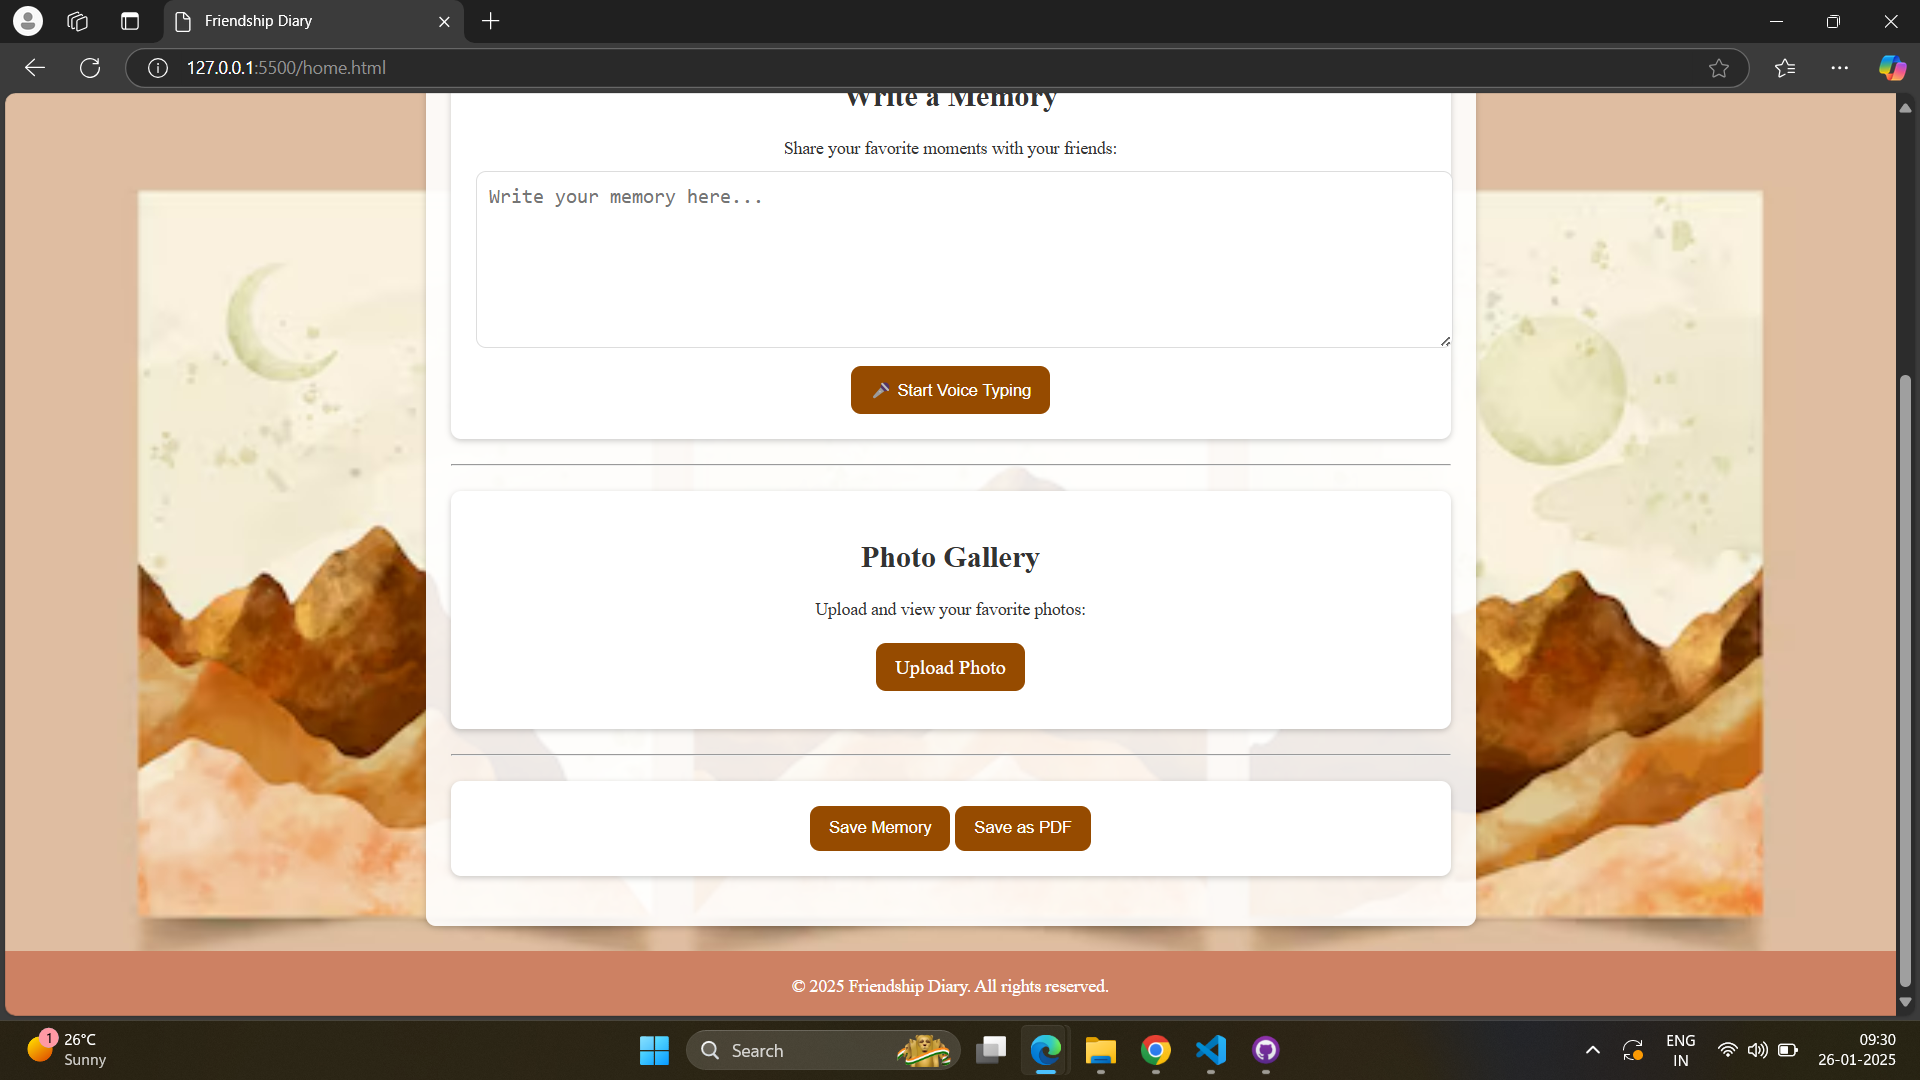 Friendship Diary
127.0.0.1:5500/home.html
Write a Memory
Share your favorite moments with your friends:
Write your memory here...
Start Voice Typing
Photo Gallery
Upload and view your favorite photos:
Upload Photo
Save Memory
Save as PDF
© 2025 Friendship Diary. All rights reserved.
1
26°C
Sunny
Search
ENG
IN
09:30
26-01-2025